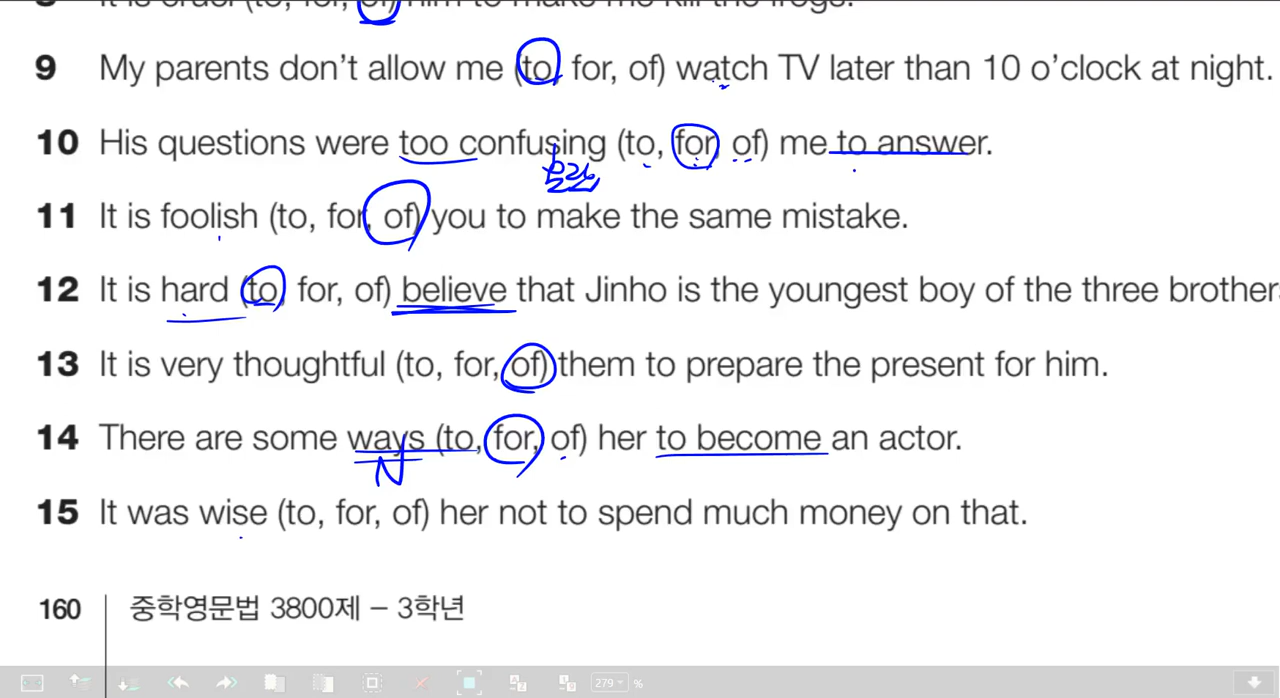 9 My parents don't allow me (to, for, of) watch TV later than 10 o'clock at night.
10 His questions were too confusing (to, for, of) me to answer.
11 It is foolish (to, for, of) you to make the same mistake.
12 It is hard (to, for, of) believe that Jinho is the youngest boy of the three
13 It is very thoughtful (to, for, of) them to prepare the present for him.
14 There are some ways (to, for, of) her to become an actor.
N
15 It was wise (to, for, of) her not to spend much money on that.
160 중학영문법 3800제 – 3학년
279 %